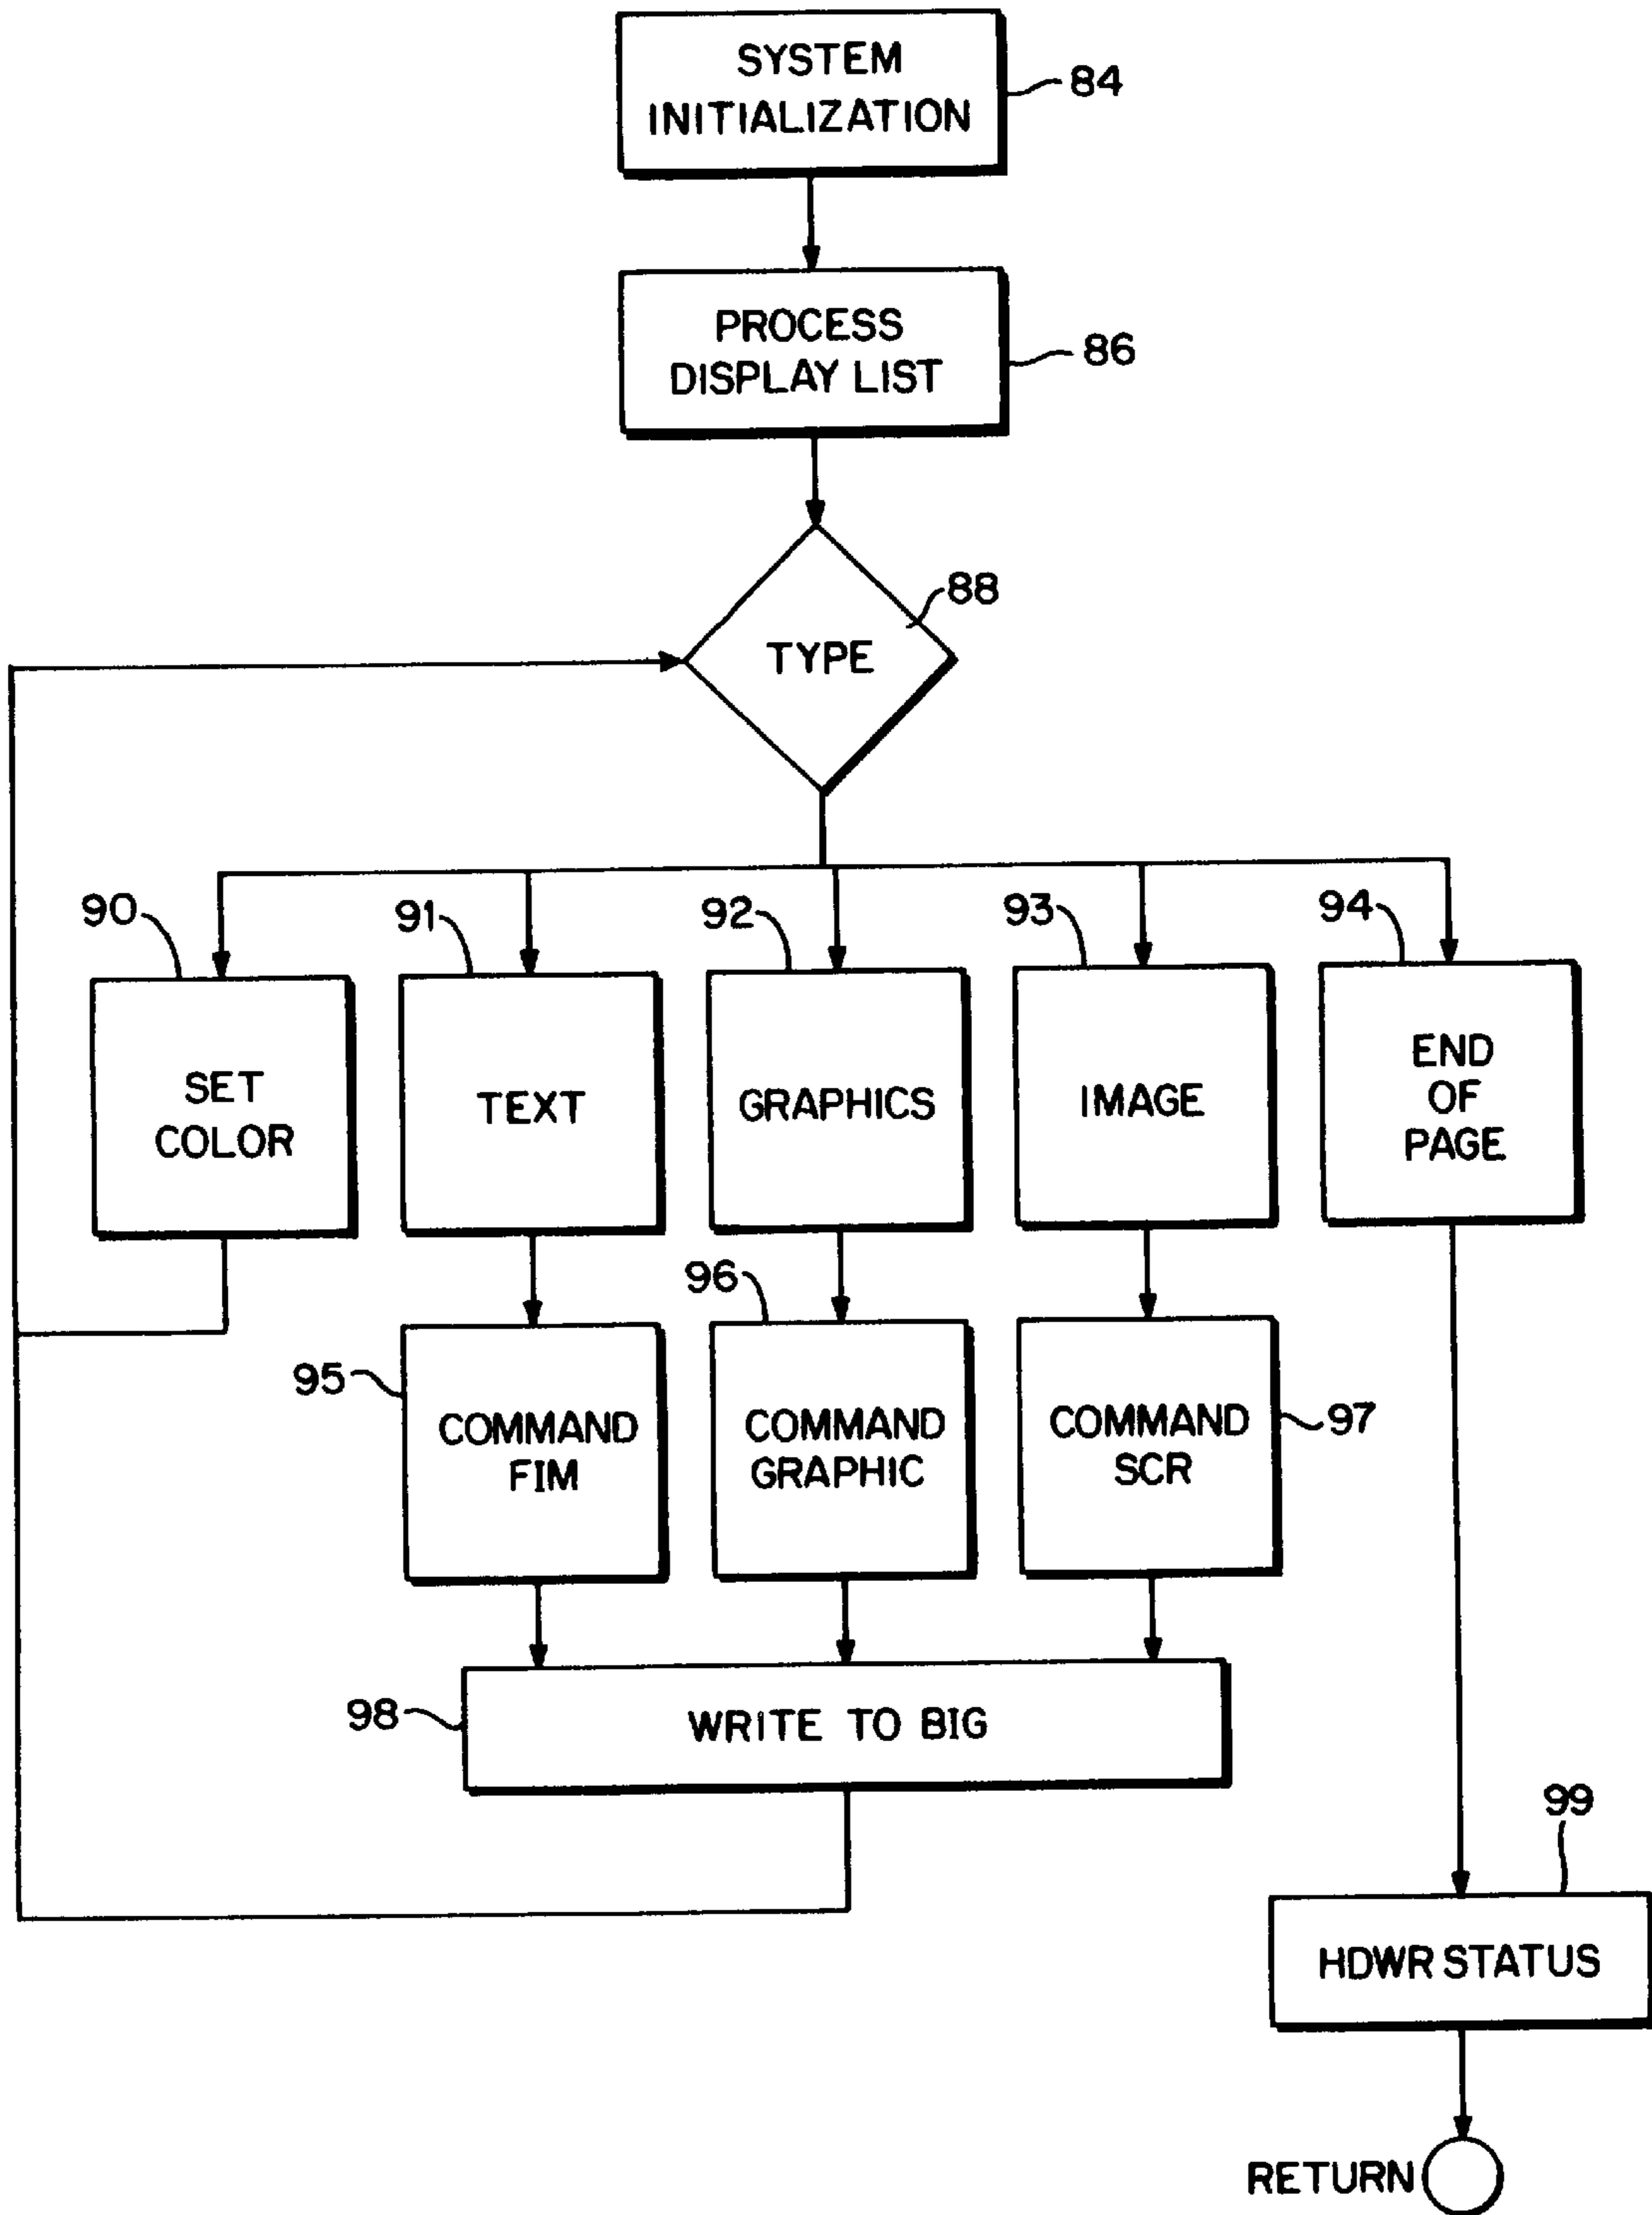 SYSTEM
INITIALIZATION
84
PROCESS
DISPLAY LIST
86
88
TYPE
90
91
92
93
94
SET
COLOR
TEXT
GRAPHICS
IMAGE
END
OF
PAGE
95
96
97
COMMAND
FIM
COMMAND
GRAPHIC
COMMAND
SCR
98
WRITE TO BIG
99
HDWR STATUS
RETURN